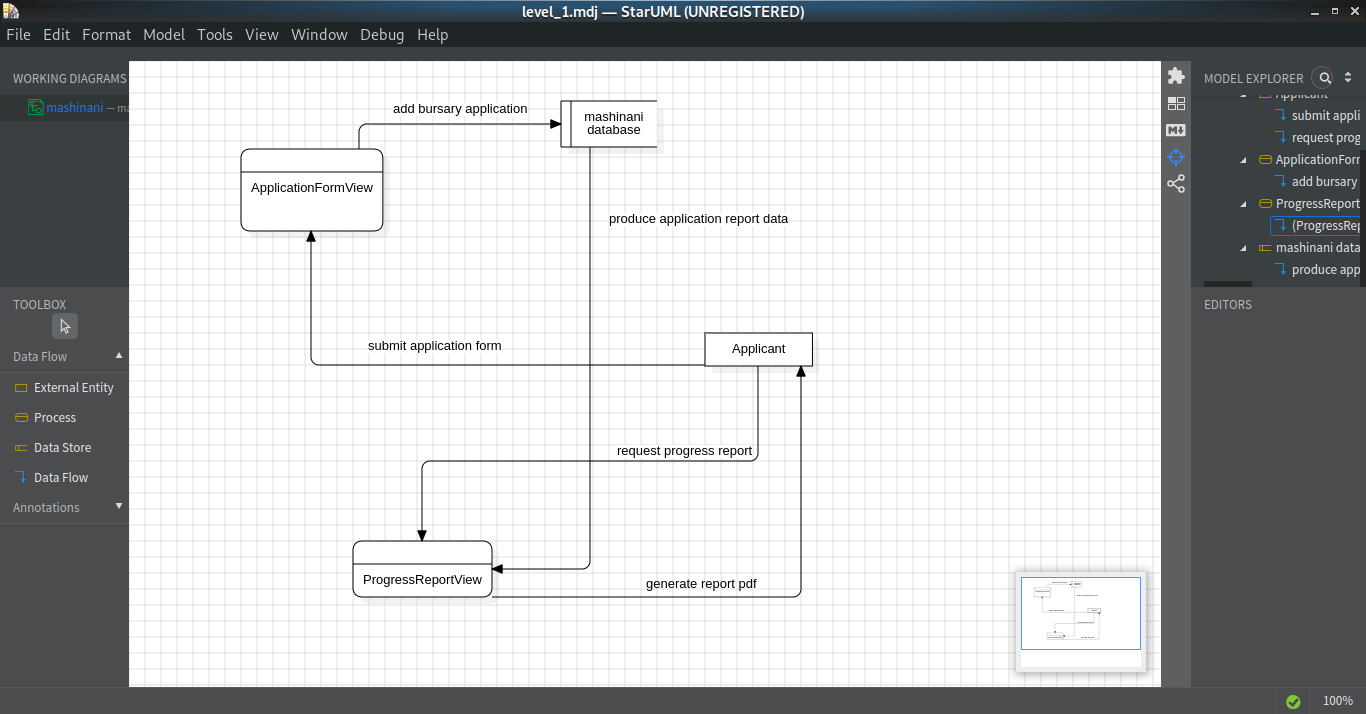 level_1.mdj — StarUML (UNREGISTERED)
File Edit Format Model Tools View Window Debug Help
WORKING DIAGRAMS
mashinani — ma
TOOLBOX
Data Flow
External Entity
Process
Data Store
Data Flow
Annotations
add bursary application
mashinani
database
ApplicationFormView
produce application report data
submit application form
Applicant
request progress report
ProgressReportView
generate report pdf
M
MODEL EXPLORER
Applicant
submit appli
request prog
ApplicationForm
add bursary
ProgressReport
(ProgressRep
mashinani data
produce app
EDITORS
100%